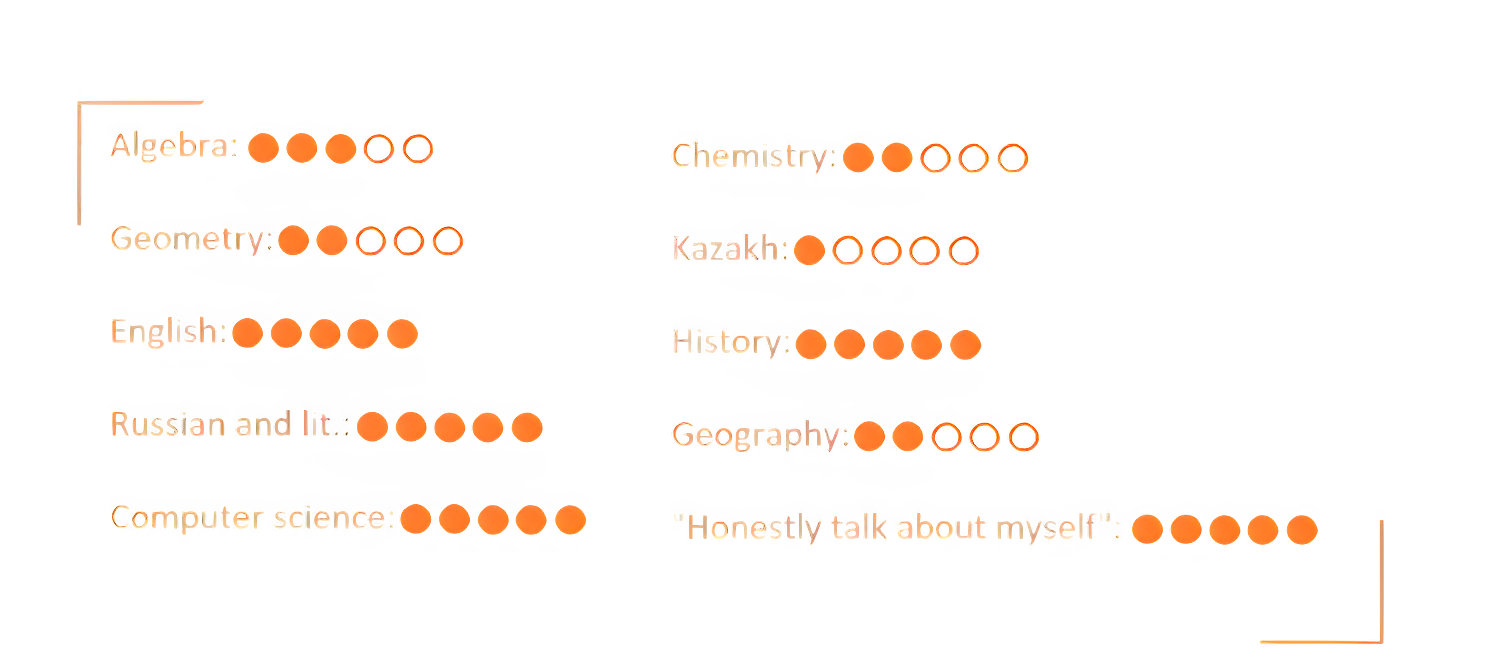 Algebra:
Geometry:
English:
Russian and lit.:
Computer science:
Chemistry:
Kazakh:
History:
Geography:
"Honestly talk about myself":